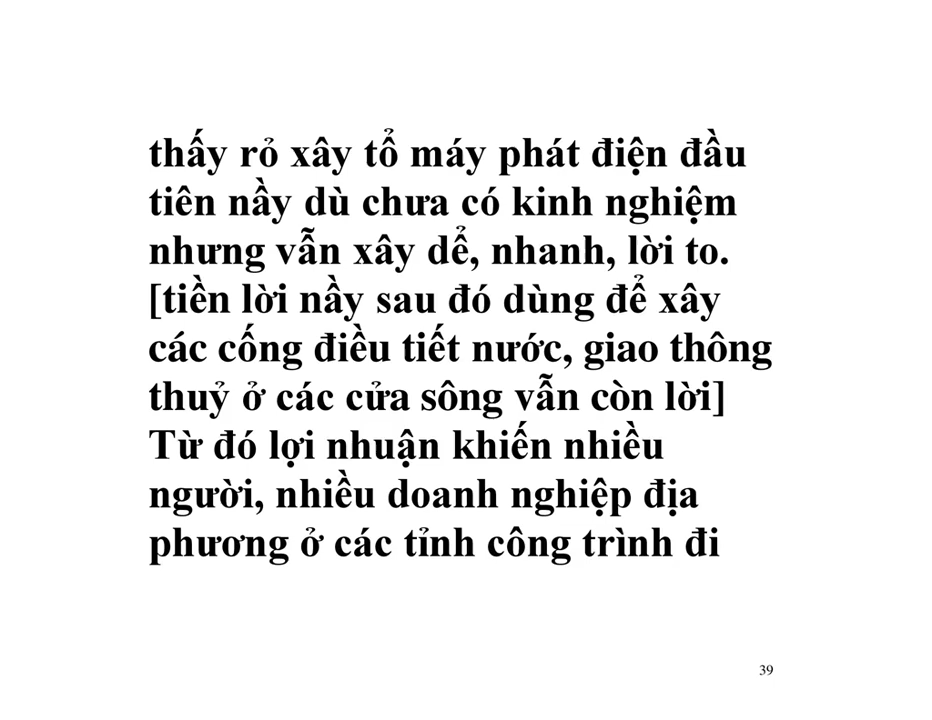 thấy rỏ xây tổ máy phát điện đầu
tiên nầy dù chưa có kinh nghiệm
nhưng vẫn xây dể, nhanh, lời to.
[tiền lời nầy sau đó dùng để xây
các cống điều tiết nước, giao thông
thuỷ ở các cửa sông vẫn còn lời]
Từ đó lợi nhuận khiến nhiều
người, nhiều doanh nghiệp địa
phương ở các tỉnh công trình đi
39